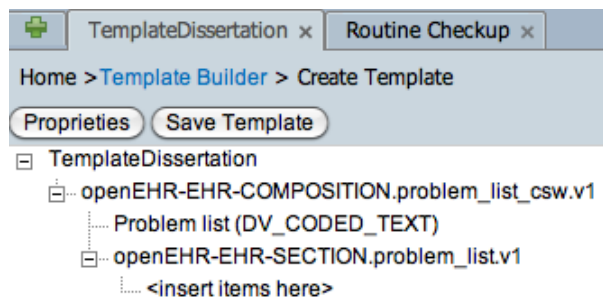 TemplateDissertation × Routine Checkup ×
Home > Template Builder > Create Template
Proprieties Save Template
TemplateDissertation
openEHR-EHR-COMPOSITION.problem_list_csw.v1
Problem list (DV_CODED_TEXT)
openEHR-EHR-SECTION.problem_list.v1
<insert items here>